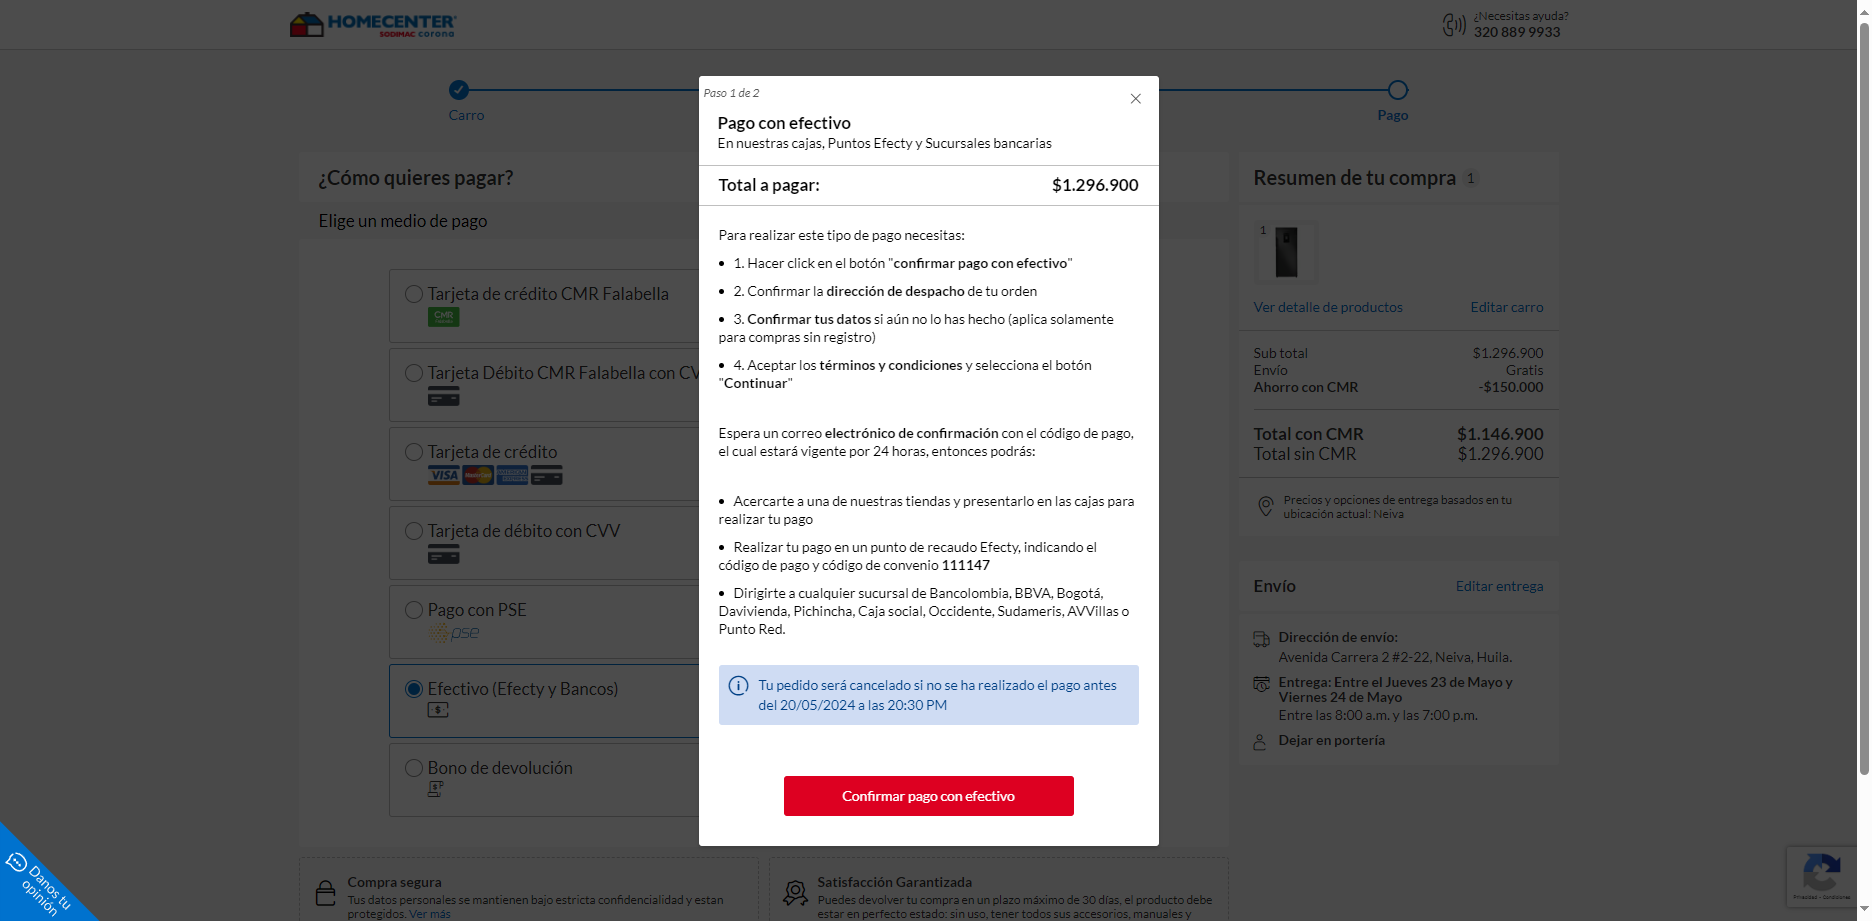 HOMECENTER
SODIMAC corona
¿Necesitas ayuda?
320 889 9933
Carro
Pago
¿Cómo quieres pagar?
Elige un medio de pago
Tarjeta de crédito CMR Falabella
CMR
Tarjeta Débito CMR Falabella con CV
Tarjeta de crédito
VISA
Tarjeta de débito con CVV
Pago con PSE
pse
Efectivo (Efecty y Bancos)
Bono de devolución
Paso 1 de 2
Pago con efectivo
En nuestras cajas, Puntos Efecty y Sucursales bancarias
Total a pagar: $1.296.900
Para realizar este tipo de pago necesitas:
• 1. Hacer click en el botón "confirmar pago con efectivo"
• 2. Confirmar la dirección de despacho de tu orden
• 3. Confirmar tus datos si aún no lo has hecho (aplica solamente
para compras sin registro)
• 4. Aceptar los términos y condiciones y selecciona el botón
"Continuar"
Espera un correo electrónico de confirmación con el código de pago,
el cual estará vigente por 24 horas, entonces podrás:
• Acercarte a una de nuestras tiendas y presentarlo en las cajas para
realizar tu pago
• Realizar tu pago en un punto de recaudo Efecty, indicando el
código de pago y código de convenio 111147
• Dirigirte a cualquier sucursal de Bancolombia, BBVA, Bogotá,
Davivienda, Pichincha, Caja social, Occidente, Sudameris, AVVillas o
Punto Red.
Tu pedido será cancelado si no se ha realizado el pago antes
del 20/05/2024 a las 20:30 PM
Confirmar pago con efectivo
Resumen de tu compra 1
1
Ver detalle de productos Editar carro
Sub total $1.296.900
Envío Gratis
Ahorro con CMR -$150.000
Total con CMR $1.146.900
Total sin CMR $1.296.900
Precios y opciones de entrega basados en tu
ubicación actual: Neiva
Envío Editar entrega
Dirección de envío:
Avenida Carrera 2 #2-22, Neiva, Huila.
Entrega: Entre el Jueves 23 de Mayo y
Viernes 24 de Mayo
Entre las 8:00 a.m. y las 7:00 p.m.
Dejar en portería
Compra segura
Tus datos personales se mantienen bajo estricta confidencialidad y estan
protegidos. Ver más
Satisfacción Garantizada
Puedes devolver tu compra en un plazo máximo de 30 días, el producto debe
estar en perfecto estado: sin uso, tener todos sus accesorios, manuales y
Danos tu
opinión
Privacidad - Condiciones